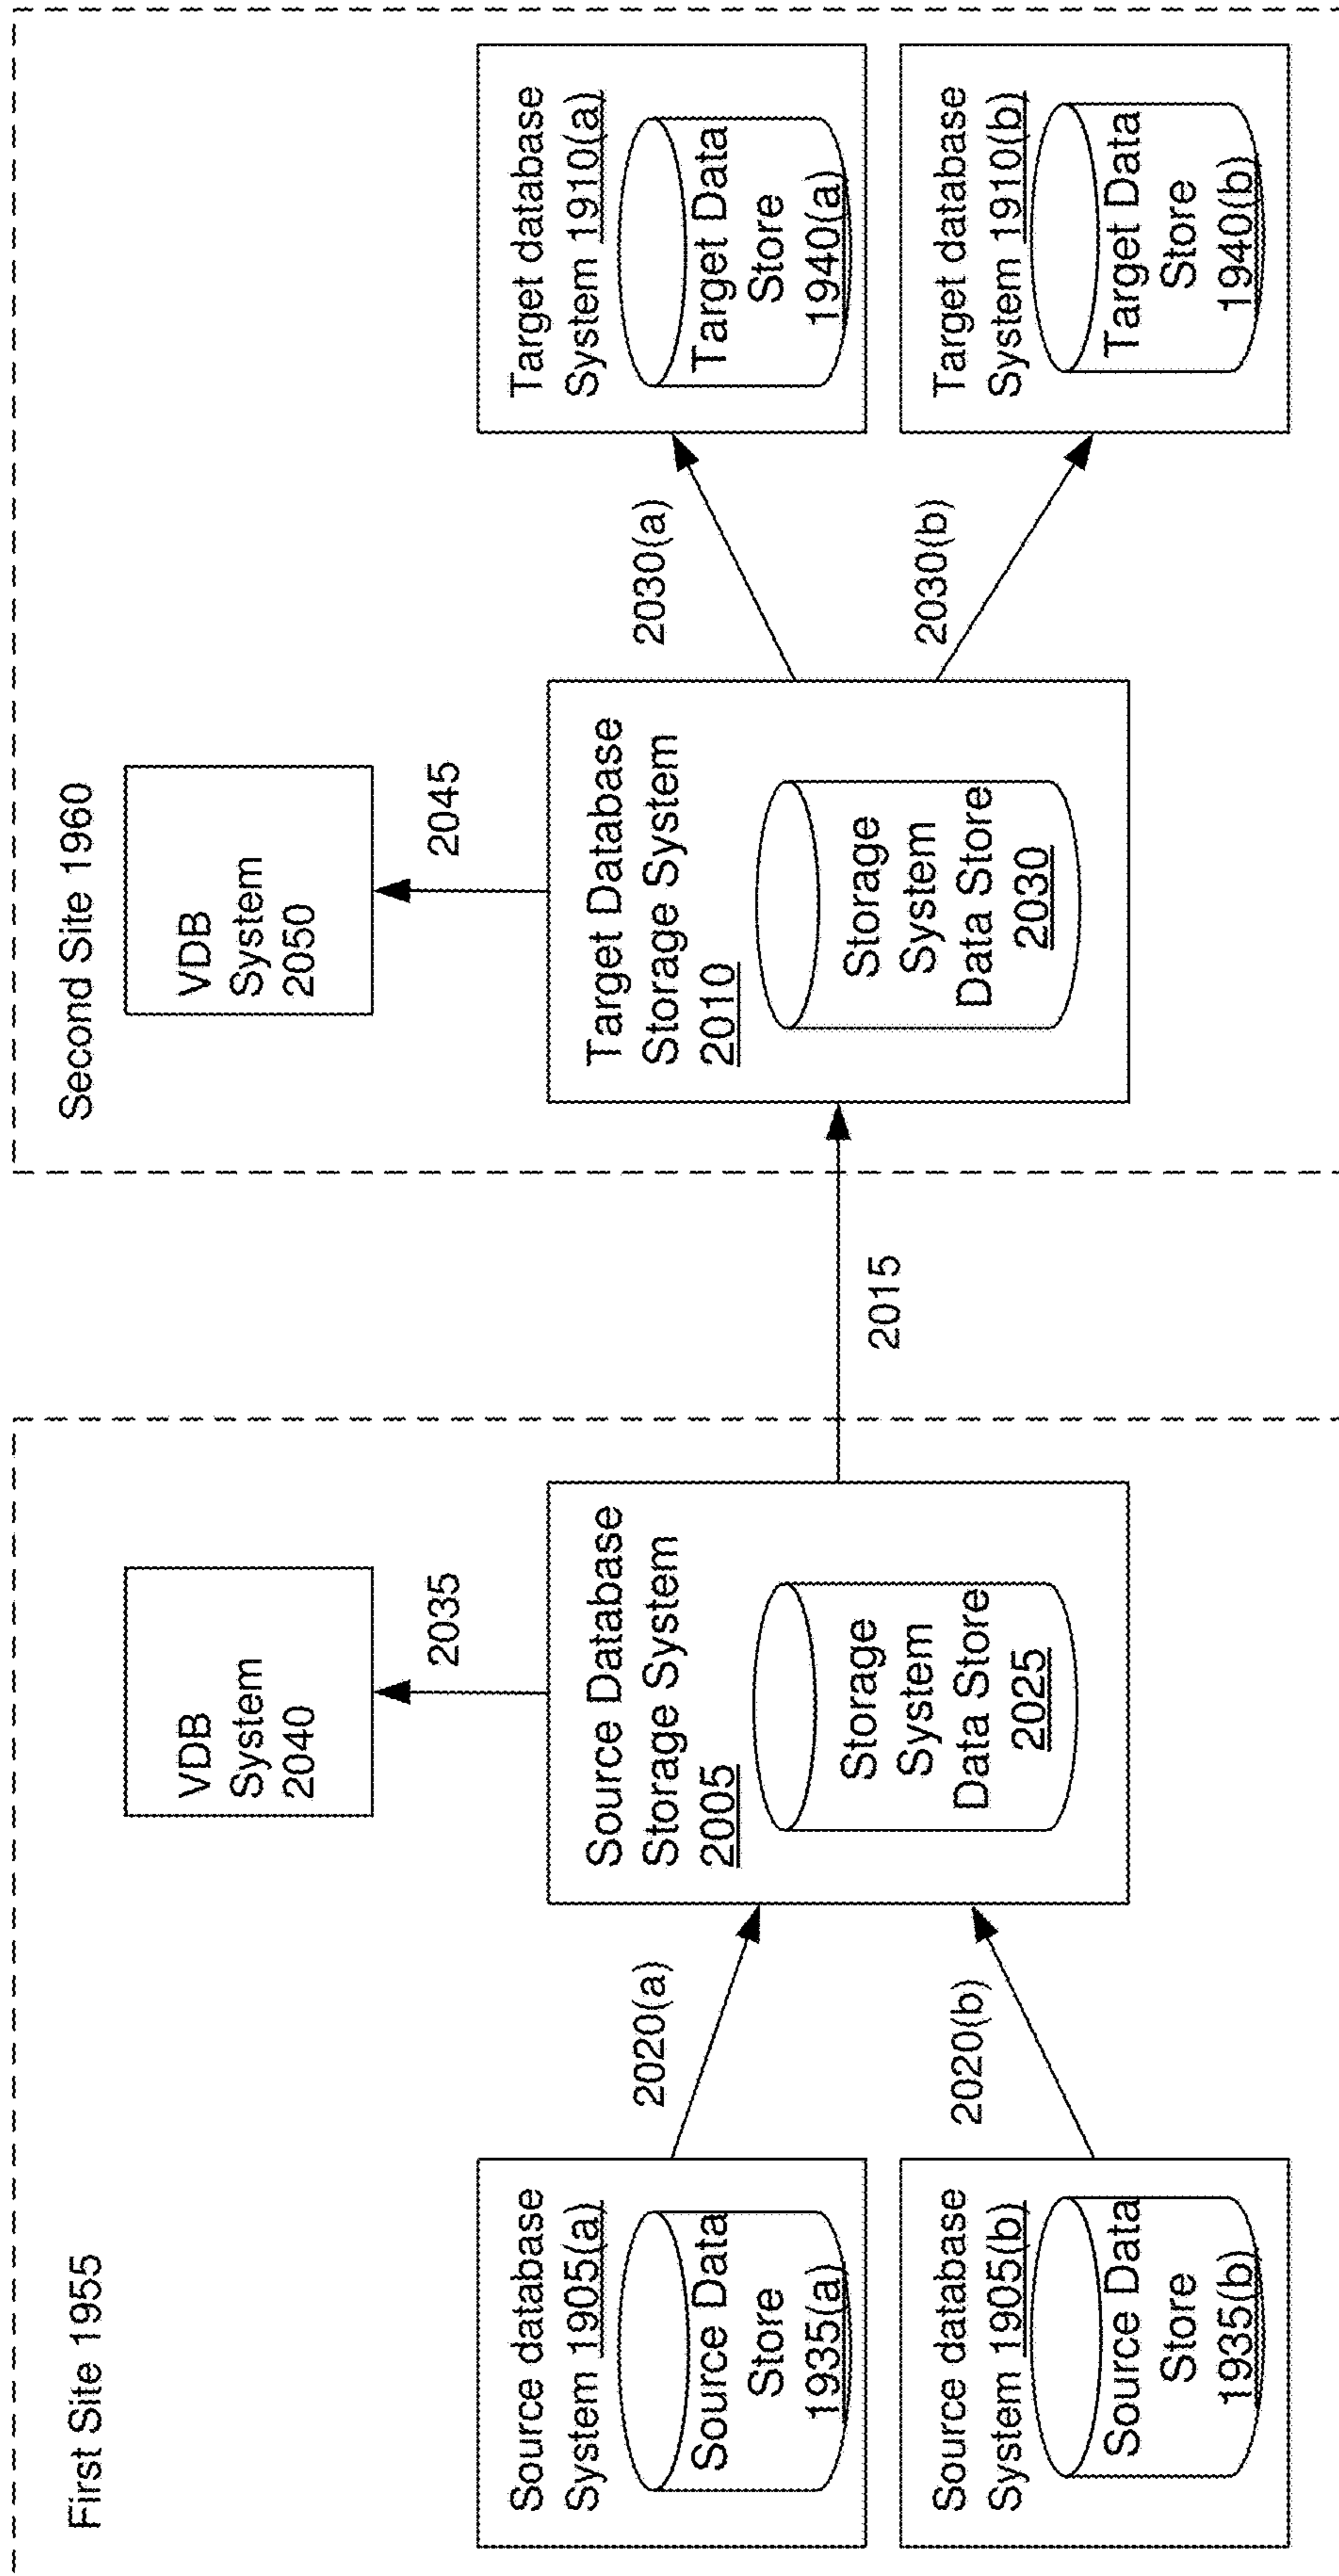 First Site 1955
Source database
System 1905(a)
Source Data
Store
1935(a)
Source database
System 1905(b)
Source Data
Store
1935(b)
2020(a)
2020(b)
VDB
System
2040
2035
Source Database
Storage System
2005
Storage
System
Data Store
2025
2015
Second Site 1960
VDB
System
2050
2045
Target Database
Storage System
2010
Storage
System
Data Store
2030
2030(a)
2030(b)
Target database
System 1910(a)
Target Data
Store
1940(a)
Target database
System 1910(b)
Target Data
Store
1940(b)